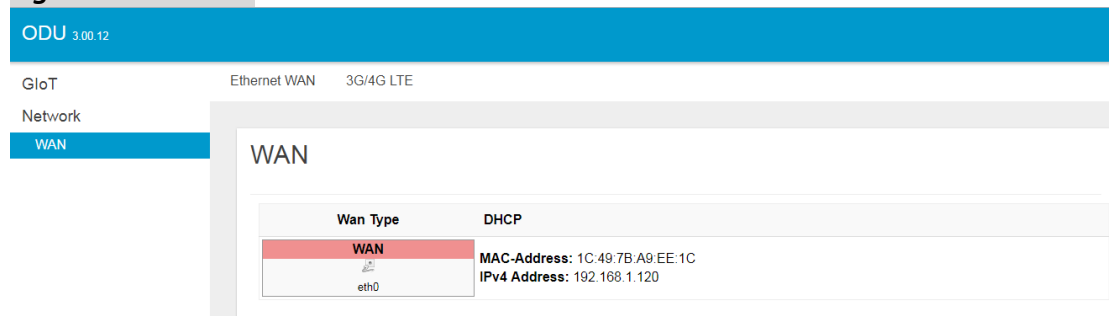 ODU 3.00.12
GIoT
Ethernet WAN 3G/4G LTE
Network
WAN
WAN
Wan Type DHCP
WAN
eth0
MAC-Address: 1C:49:7B:A9:EE:1C
IPv4 Address: 192.168.1.120